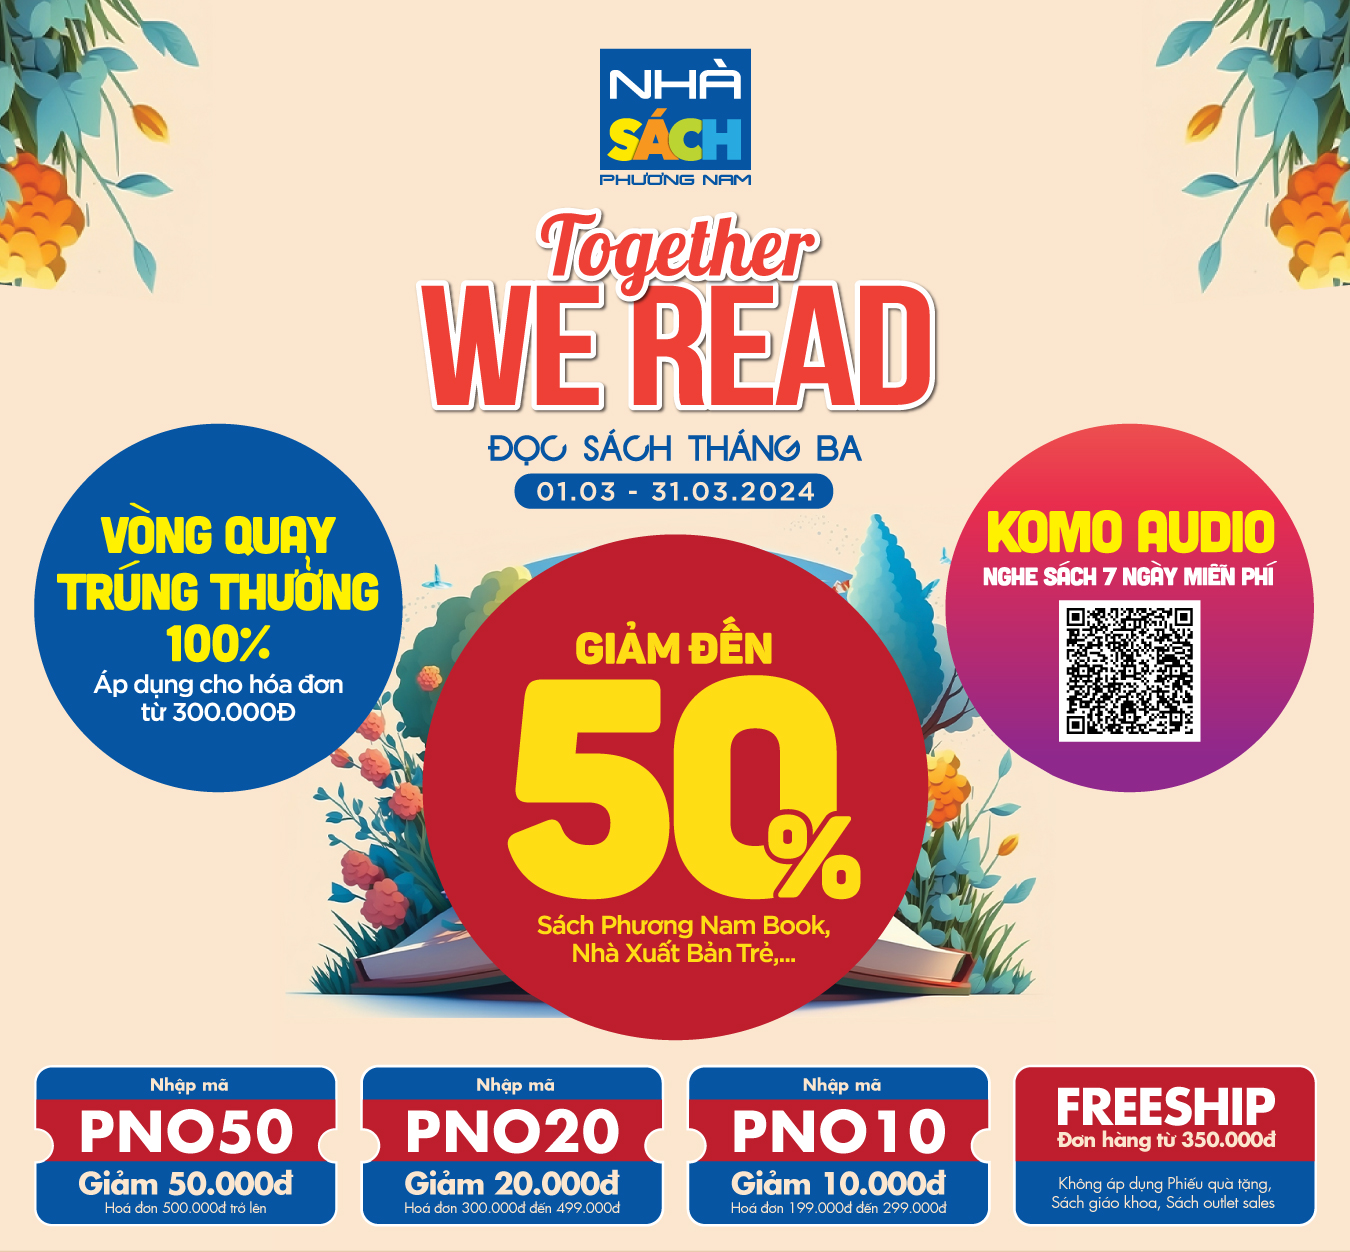 NHÀ
SÁCH
PHƯƠNG NAM
Together
WE READ
ĐỌC SÁCH THÁNG BA
01.03 - 31.03.2024
VÒNG QUAY
TRÚNG THƯỞNG
100%
Áp dụng cho hóa đơn
từ 300.000Đ
KOMO AUDIO
NGHE SÁCH 7 NGÀY MIỄN PHÍ
GIẢM ĐẾN
50%
Sách Phương Nam Book,
Nhà Xuất Bản Trẻ,...
Nhập mã
PNO50
Giảm 50.000đ
Hoá đơn 500.000đ trở lên
Nhập mã
PNO20
Giảm 20.000đ
Hoá đơn 300.000đ đến 499.000đ
Nhập mã
PNO10
Giảm 10.000đ
Hoá đơn 199.000đ đến 299.000đ
FREESHIP
Đơn hàng từ 350.000đ
Không áp dụng Phiếu quà tặng,
Sách giáo khoa, Sách outlet sales